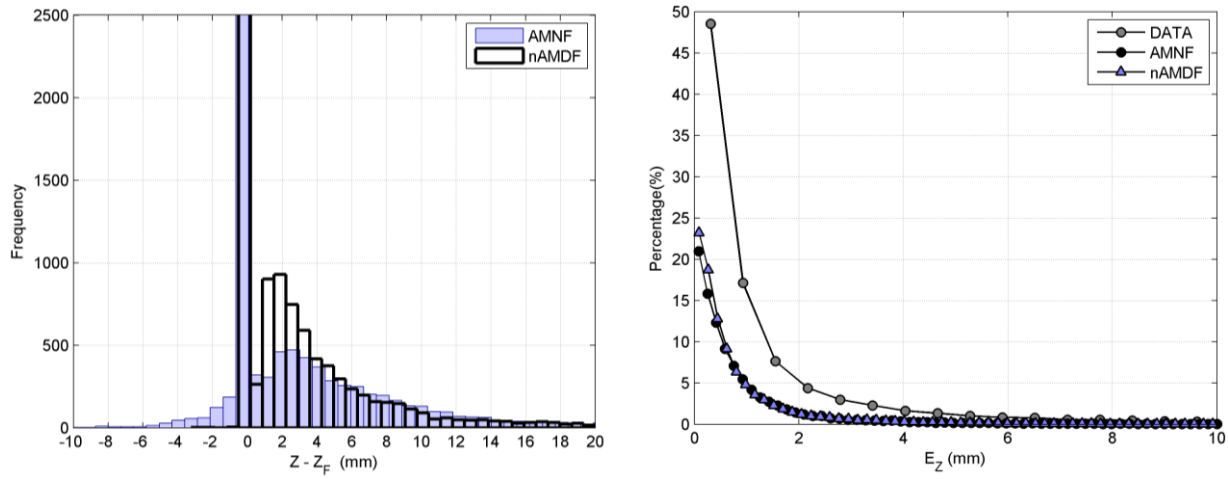 2500
2000
1500
1000
500
0
Frequency
-10 -8 -6 -4 -2 0 2 4 6 8 10 12 14 16 18 20
Z - Z_F (mm)
AMNF
nAMDF
50
45
40
35
30
25
20
15
10
5
0
Percentage(%)
0 2 4 6 8 10
E_Z (mm)
DATA
AMNF
nAMDF